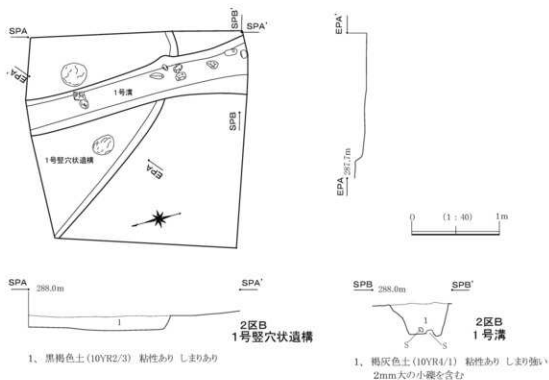 SPA
SPB'
SPA'
EPA'
EPA'
1号溝
SPB
1号竪穴状遺構
EPA
287.7m
EPA
0 (1:40) 1m
SPA 288.0m SPA'
1
2区B
1号竪穴状遺構
1、黒褐色土(10YR2/3) 粘性あり しまりあり
SPB 288.0m SPB'
1
S S
2区B
1号溝
1、褐灰色土(10YR4/1) 粘性あり しまり強い
2mm大の小礫を含む